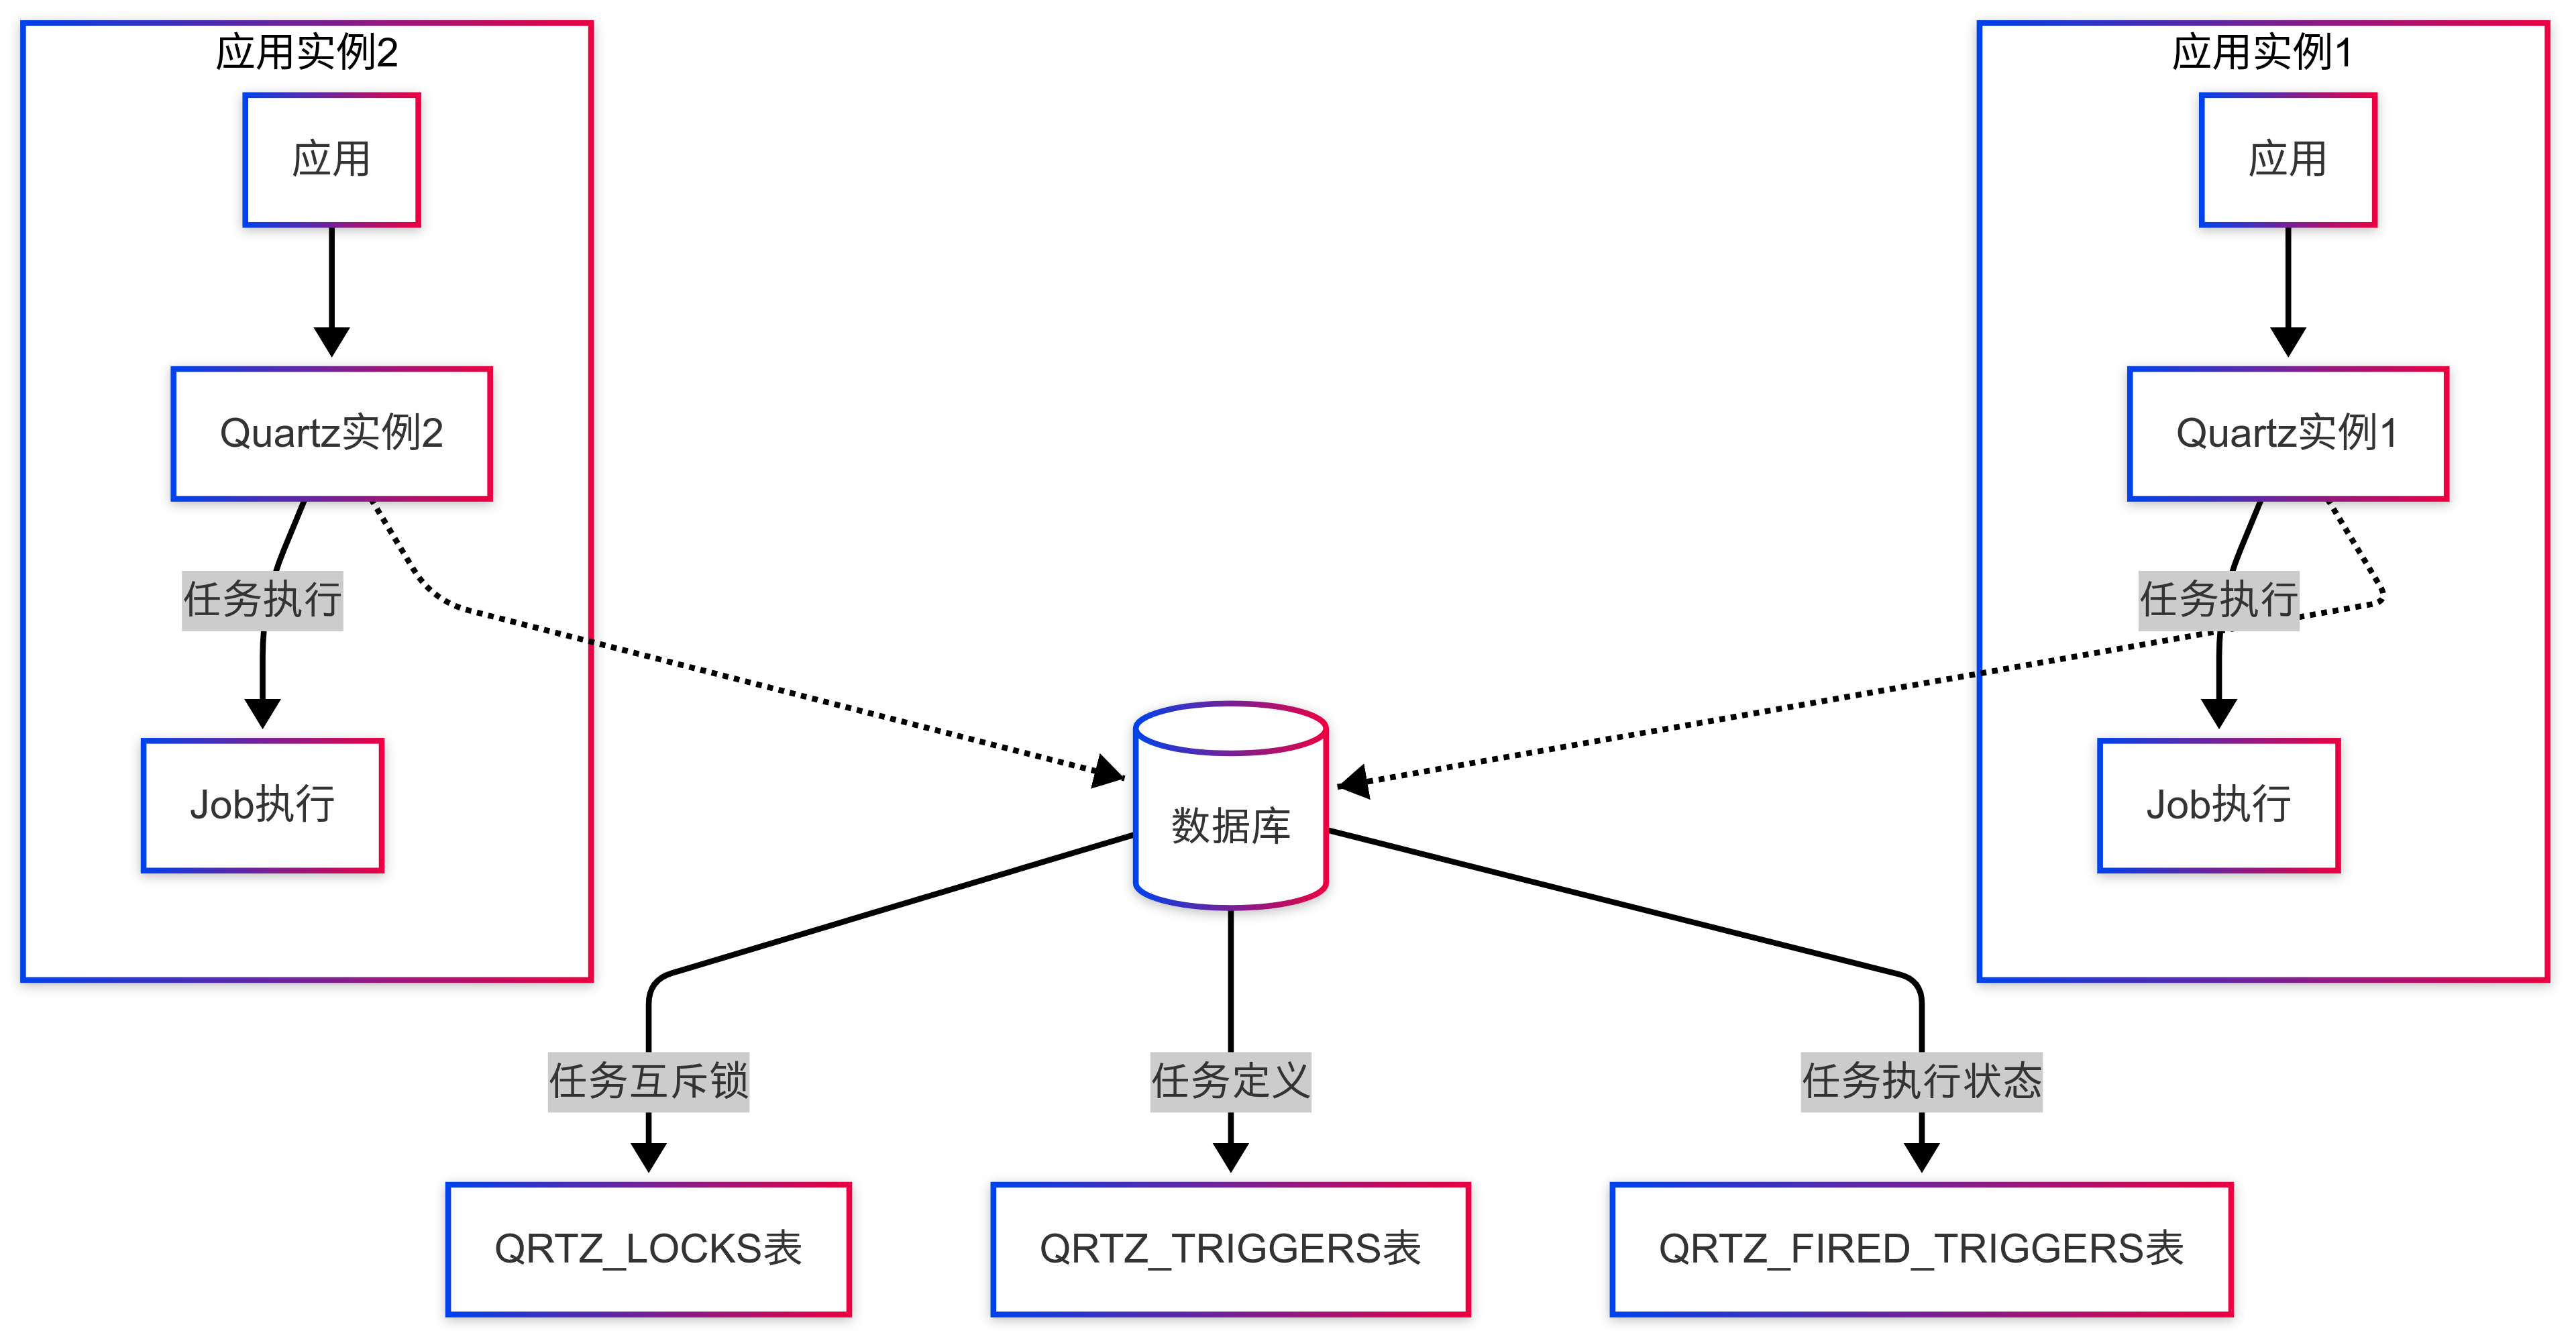 应用实例2
应用
Quartz实例2
任务执行
Job执行
应用实例1
应用
Quartz实例1
任务执行
Job执行
数据库
任务互斥锁
任务定义
任务执行状态
QRTZ_LOCKS表
QRTZ_TRIGGERS表
QRTZ_FIRED_TRIGGERS表